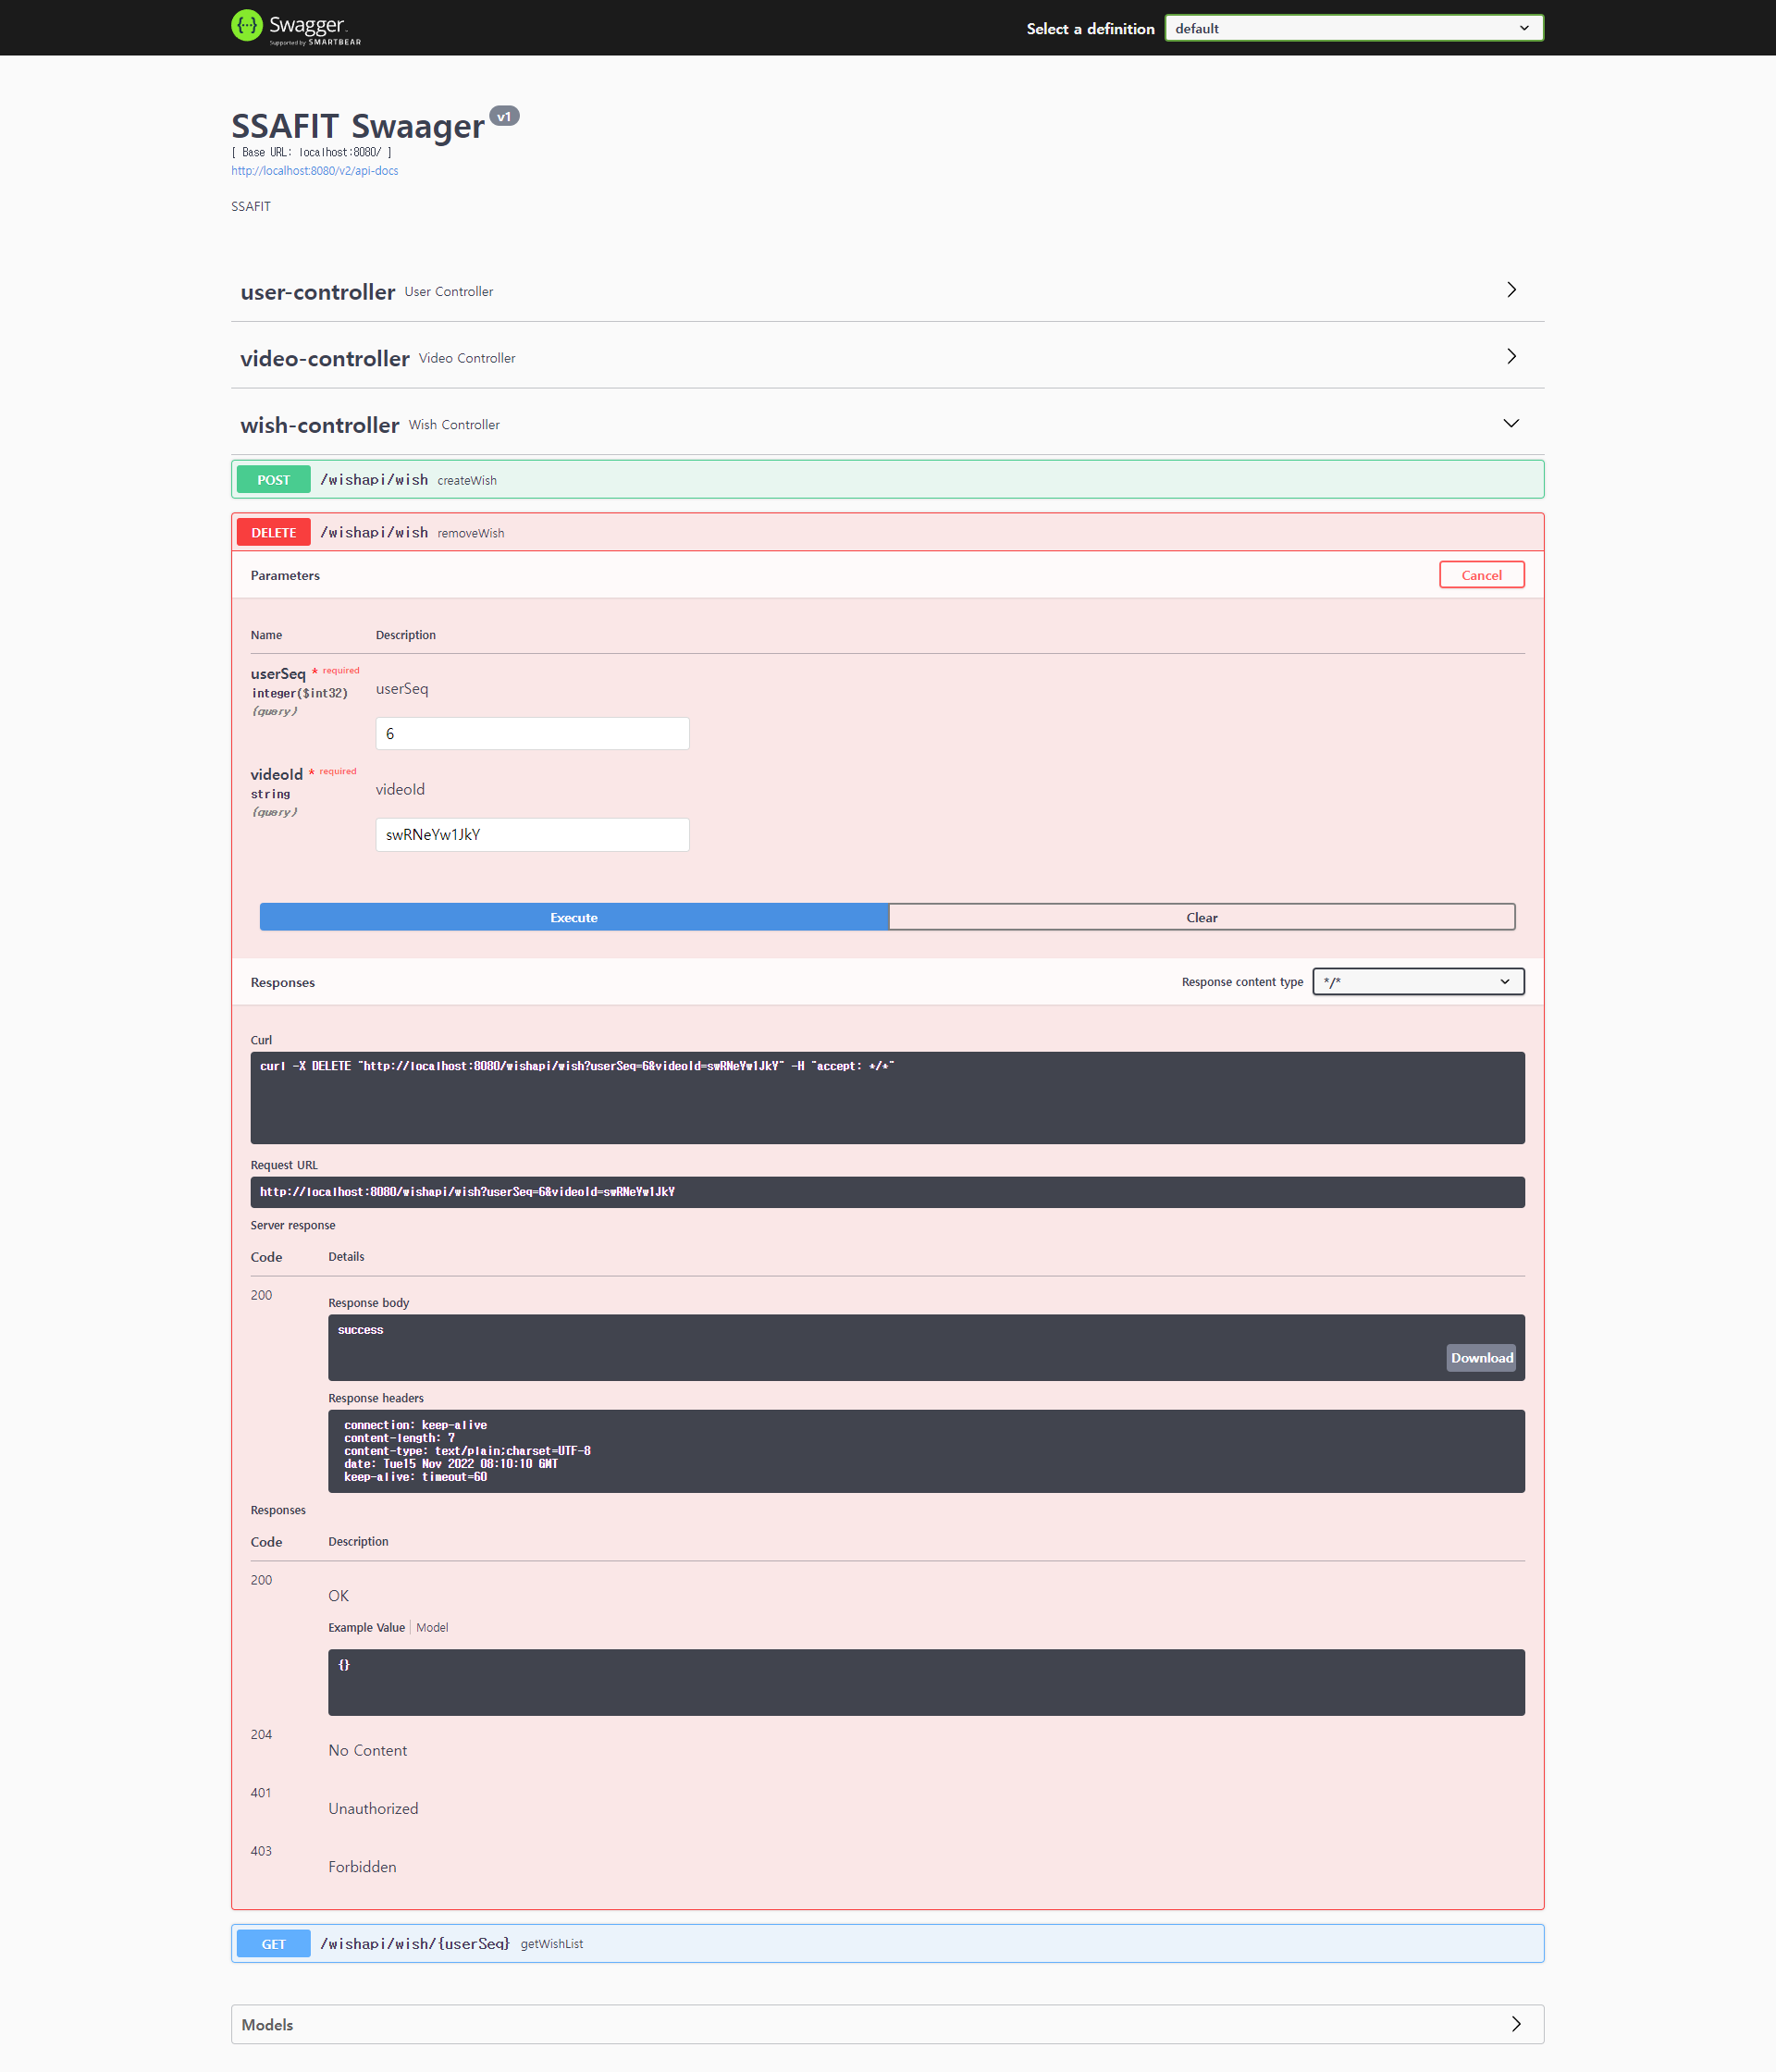 Swagger
Supported by SMARTBEAR
Select a definition
default
SSAFIT Swaager v1
[ Base URL: localhost:8080/ ]
http://localhost:8080/v2/api-docs
SSAFIT
user-controller User Controller
video-controller Video Controller
wish-controller Wish Controller
POST /wishapi/wish createWish
DELETE /wishapi/wish removeWish
Parameters
Cancel
Name Description
userSeq * required
integer($int32)
(query)
userSeq
6
videoId * required
string
(query)
videoId
swRNeYw1JkY
Execute Clear
Responses
Response content type
*/*
Curl
curl -X DELETE "http://localhost:8080/wishapi/wish?userSeq=6&videoId=swRNeYw1JkY" -H "accept: */*"
Request URL
http://localhost:8080/wishapi/wish?userSeq=6&videoId=swRNeYw1JkY
Server response
Code Details
200
Response body
success
Download
Response headers
connection: keep-alive
content-length: 7
content-type: text/plain;charset=UTF-8
date: Tue15 Nov 2022 08:10:10 GMT
keep-alive: timeout=60
Responses
Code Description
200
OK
Example Value Model
{}
204
No Content
401
Unauthorized
403
Forbidden
GET /wishapi/wish/{userSeq} getWishList
Models